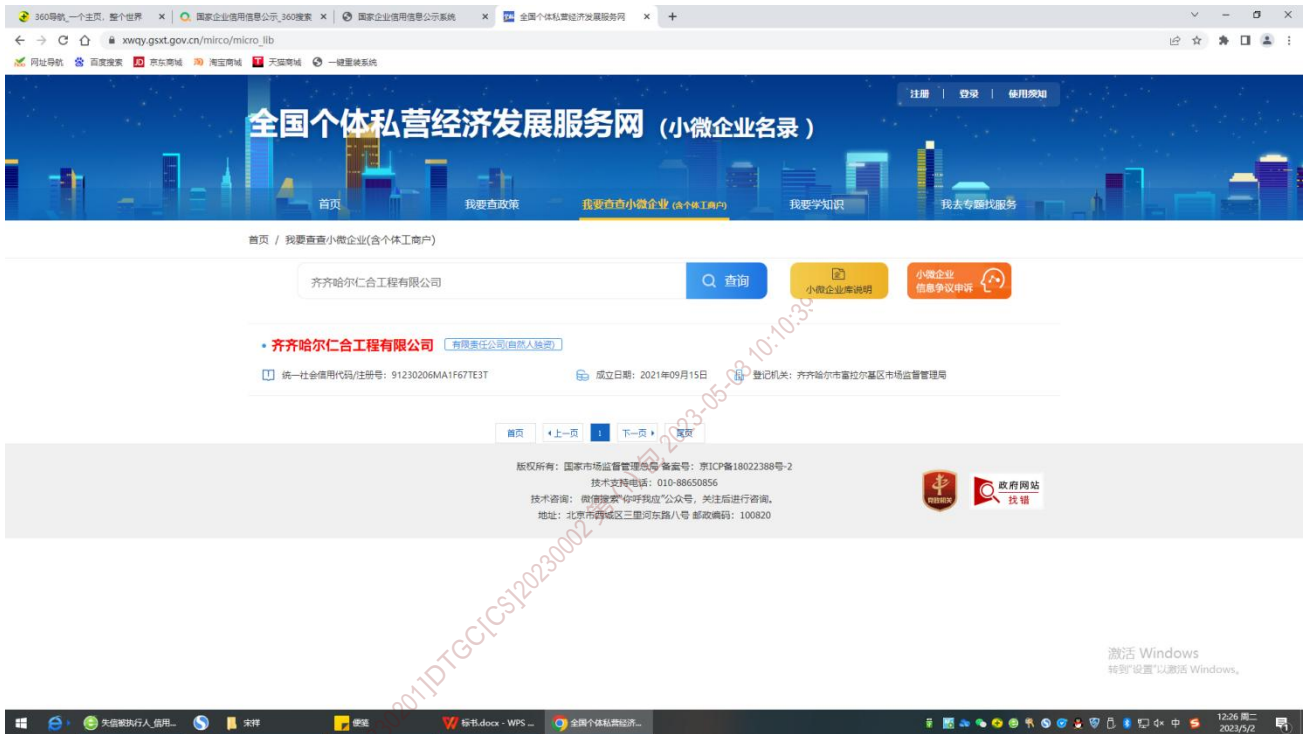 360导航_一个主页，整个世界
国家企业信用信息公示_360搜索
国家企业信用信息公示系统
全国个体私营经济发展服务网
xwqy.gsxt.gov.cn/mirco/micro_lib
网址导航 百度搜索 京东商城 淘宝商城 天猫商城 一键重装系统
注册 | 登录 | 使用须知
全国个体私营经济发展服务网（小微企业名录）
首页 我要查政策 我要查查小微企业 (含个体工商户) 我要学知识 我去专题找服务
首页 / 我要查查小微企业(含个体工商户)
齐齐哈尔仁合工程有限公司 查询
小微企业库说明
小微企业
信息争议申诉
齐齐哈尔仁合工程有限公司 有限责任公司(自然人独资)
统一社会信用代码/注册号：91230206MA1F67TE3T 成立日期：2021年09月15日 登记机关：齐齐哈尔市富拉尔基区市场监督管理局
首页 上一页 1 下一页 尾页
版权所有：国家市场监督管理总局 备案号：京ICP备18022388号-2
技术支持电话：010-88650856
技术咨询：微信搜索“你呼我应”公众号，关注后进行咨询。
地址：北京市西城区三里河东路八号 邮政编码：100820
党政机关
政府网站
找错
0201]DTGC[CS]20230002 第 包 2023-05-03 10:10:39
激活 Windows
转到"设置"以激活 Windows。
失信被执行人_信用... 宋祥 便笺 标书.docx - WPS ... 全国个体私营经济...
中
12:26 周二
2023/5/2